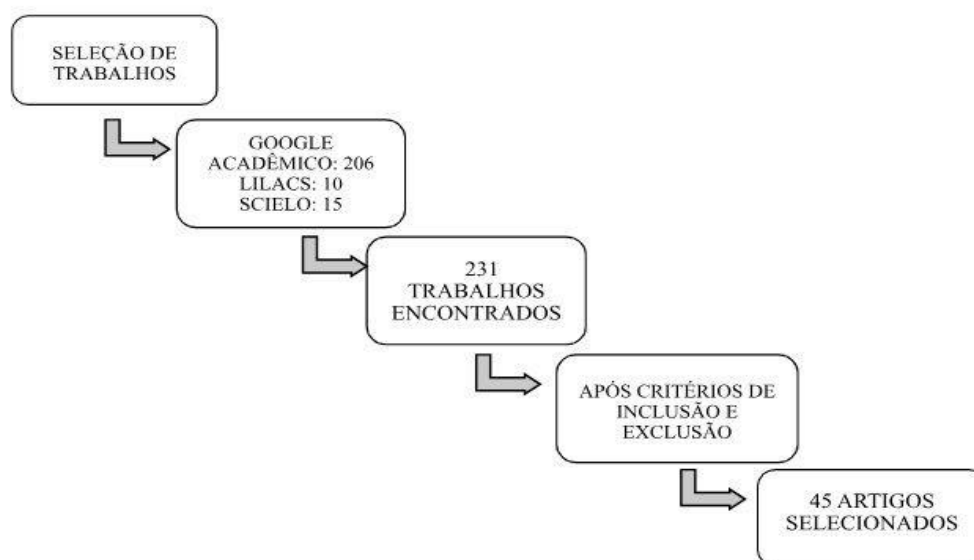 SELEÇÃO DE
TRABALHOS
GOOGLE
ACADÊMICO: 206
LILACS: 10
SCIELO: 15
231
TRABALHOS
ENCONTRADOS
APÓS CRITÉRIOS DE
INCLUSÃO E
EXCLUSÃO
45 ARTIGOS
SELECIONADOS